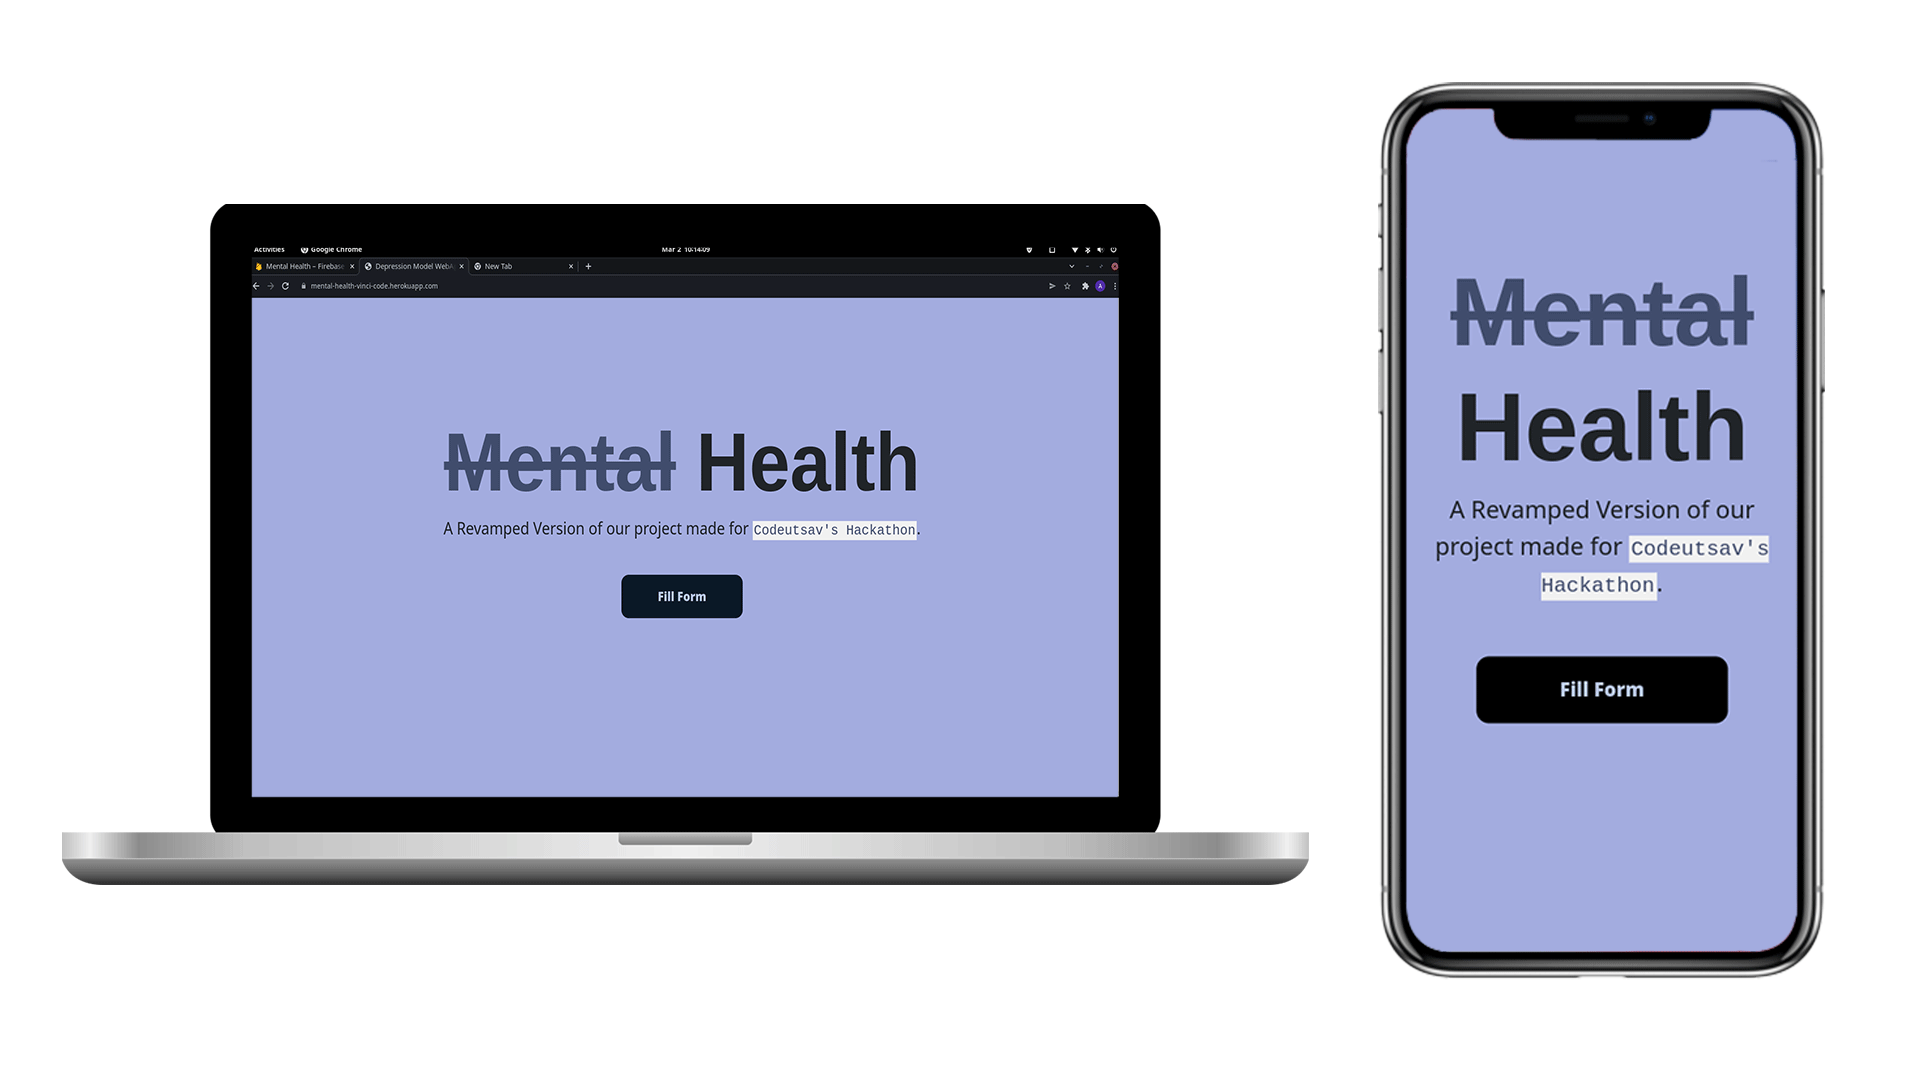 Activities Google Chrome Mar 2 10:14:09
Mental Health – Firebase Depression Model WebA New Tab
mental-health-vinci-code.herokuapp.com A
Mental Health
A Revamped Version of our project made for Codeutsav's Hackathon.
Fill Form
Mental
Health
A Revamped Version of our
project made for Codeutsav's
Hackathon.
Fill Form